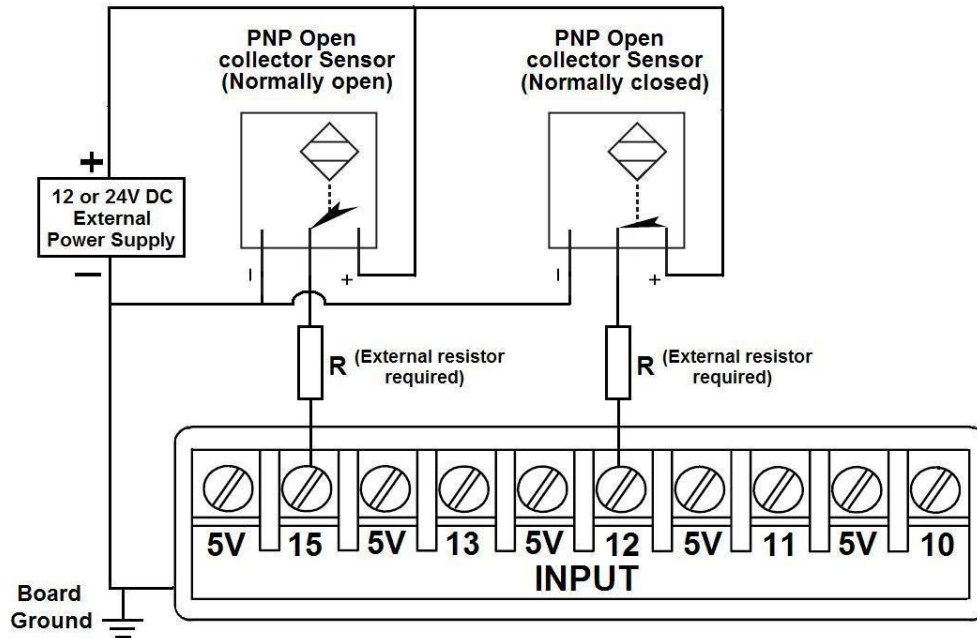 PNP Open
collector Sensor
(Normally open)
PNP Open
collector Sensor
(Normally closed)
+
12 or 24V DC
External
Power Supply
−
I
+
I
+
R (External resistor
required)
R (External resistor
required)
5V 15 5V 13 5V 12 5V 11 5V 10
INPUT
Board
Ground